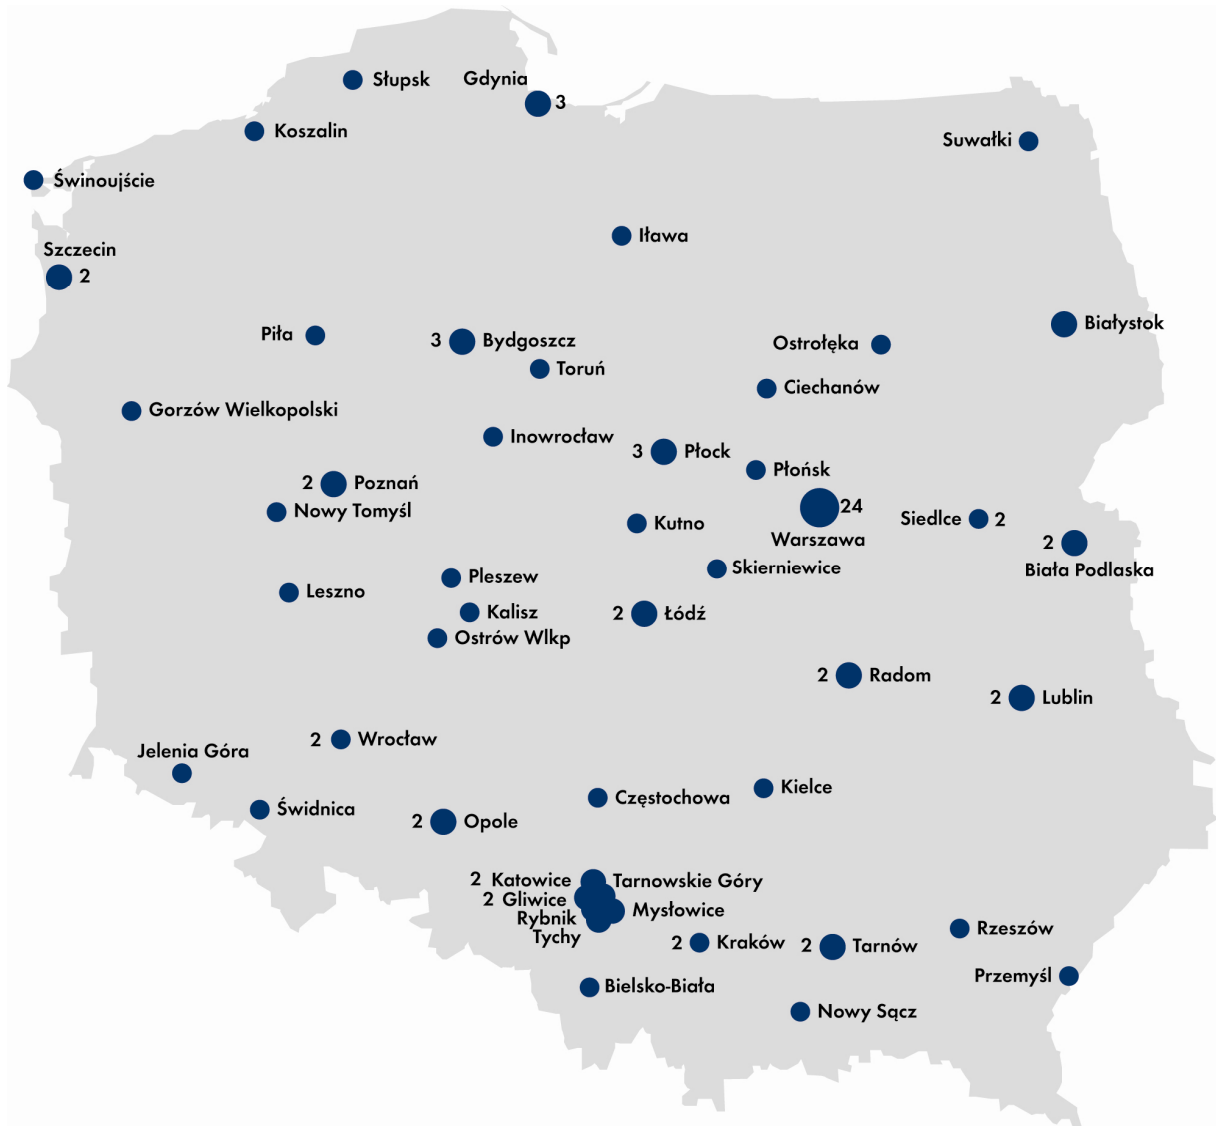 Słupsk
Gdynia
3
Koszalin
Suwałki
Świnoujście
Iława
Szczecin
2
Białystok
Piła
3 Bydgoszcz
Ostrołęka
Toruń
Ciechanów
Gorzów Wielkopolski
Inowrocław
3 Płock
Płońsk
2 Poznań
Nowy Tomyśl
24
Warszawa
Siedlce 2
Kutno
2
Biała Podlaska
Skierniewice
Pleszew
Leszno
Kalisz
2 Łódź
Ostrów Wlkp
2 Radom
2 Lublin
2 Wrocław
Jelenia Góra
Kielce
Częstochowa
Świdnica
2 Opole
2 Katowice
Tarnowskie Góry
2 Gliwice
Mysłowice
Rybnik
Tychy
2 Kraków
2 Tarnów
Rzeszów
Przemyśl
Bielsko-Biała
Nowy Sącz